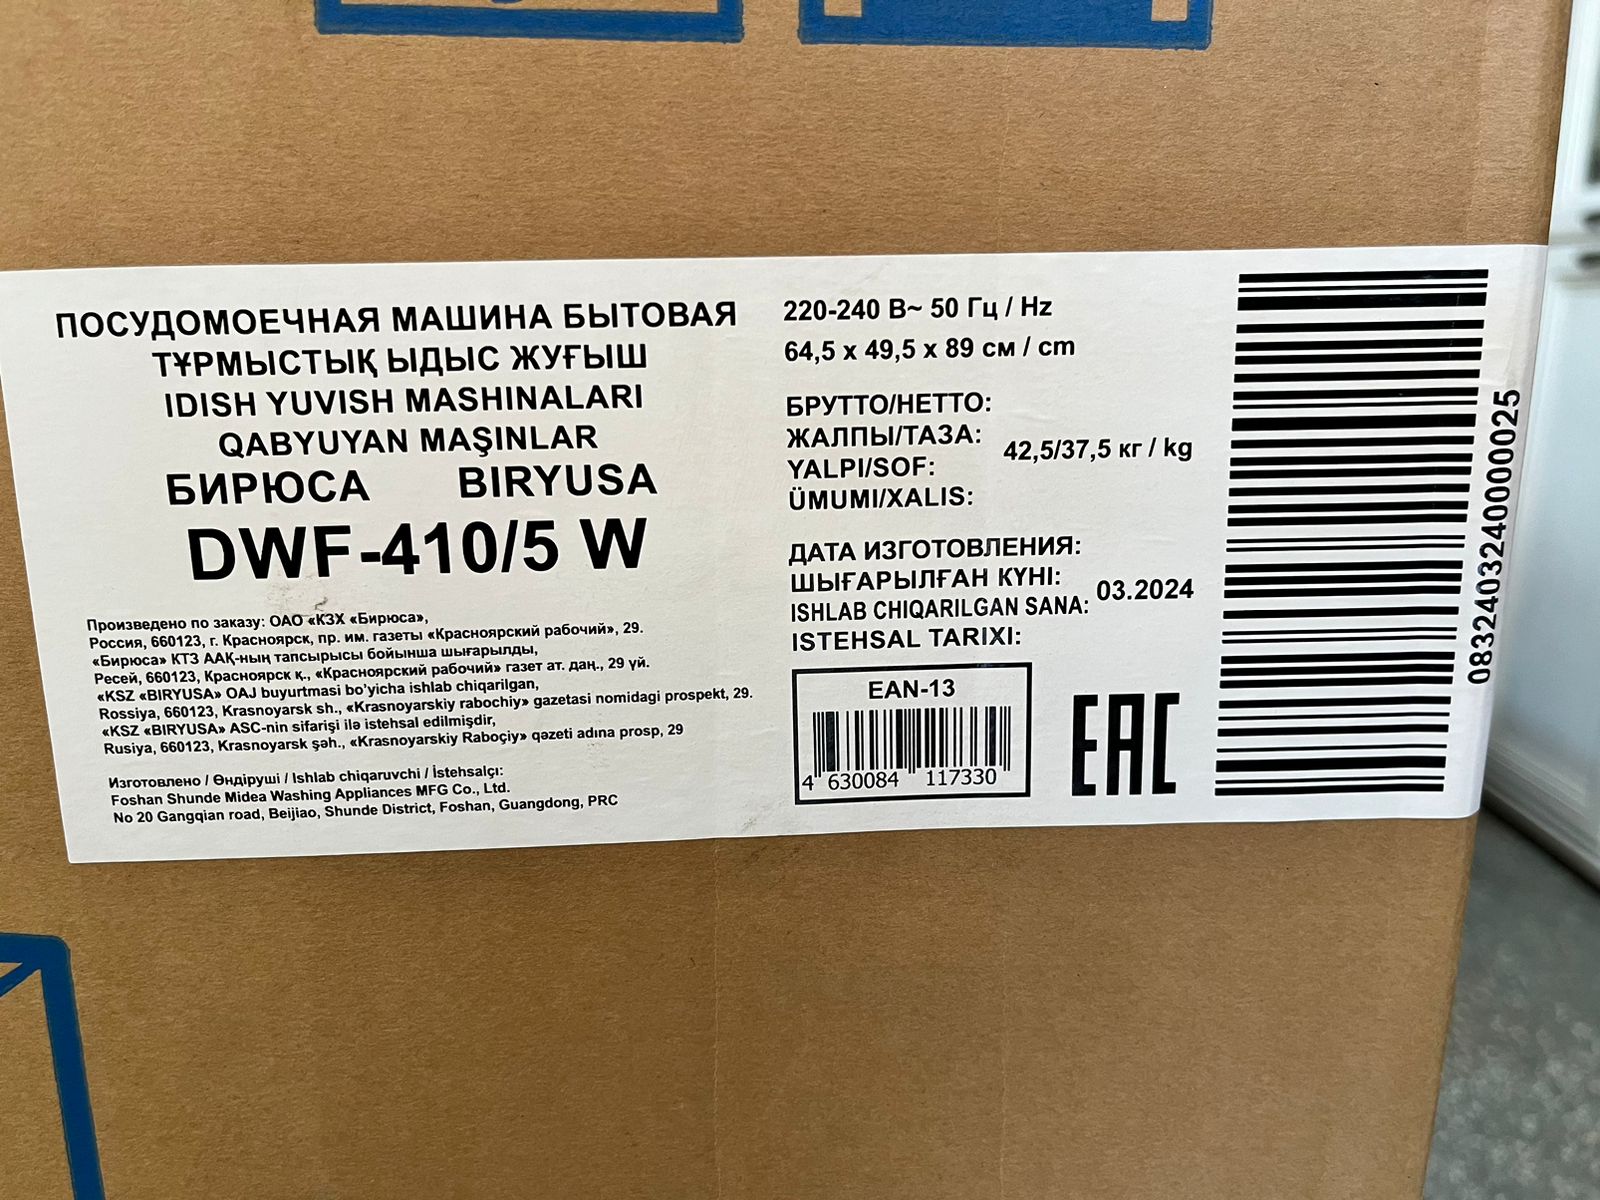 ПОСУДОМОЕЧНАЯ МАШИНА БЫТОВАЯ
ТҰРМЫСТЫҚ ЫДЫС ЖУҒЫШ
IDISH YUVISH MASHINALARI
QABYUYAN MAŞINLAR
БИРЮСА BIRYUSA
DWF-410/5 W
Произведено по заказу: ОАО «КЗХ «Бирюса»,
Россия, 660123, г. Красноярск, пр. им. газеты «Красноярский рабочий», 29.
«Бирюса» КТЗ ААҚ-ның тапсырысы бойынша шығарылды,
Ресей, 660123, Красноярск қ., «Красноярский рабочий» газет ат. даң., 29 үй.
«KSZ «BIRYUSA» OAJ buyurtmasi bo'yicha ishlab chiqarilgan,
Rossiya, 660123, Krasnoyarsk sh., «Krasnoyarskiy rabochiy» gazetasi nomidagi prospekt, 29.
«KSZ «BIRYUSA» ASC-nin sifarişi ilə istehsal edilmişdir,
Rusiya, 660123, Krasnoyarsk şəh., «Krasnoyarskiy Raboçiy» qəzeti adına prosp, 29
Изготовлено / Өндіруші / Ishlab chiqaruvchi / İstehsalçı:
Foshan Shunde Midea Washing Appliances MFG Co., Ltd.
No 20 Gangqian road, Beijiao, Shunde District, Foshan, Guangdong, PRC
220-240 В~ 50 Гц / Hz
64,5 x 49,5 x 89 см / cm
БРУТТО/НЕТТО:
ЖАЛПЫ/ТАЗА:
YALPI/SOF:
ÜMUMI/XALIS:
42,5/37,5 кг / kg
ДАТА ИЗГОТОВЛЕНИЯ:
ШЫҒАРЫЛҒАН КҮНІ:
ISHLAB CHIQARILGAN SANA:
ISTEHSAL TARIXI:
03.2024
EAN-13
4 630084 117330
EAC
083240324000000025